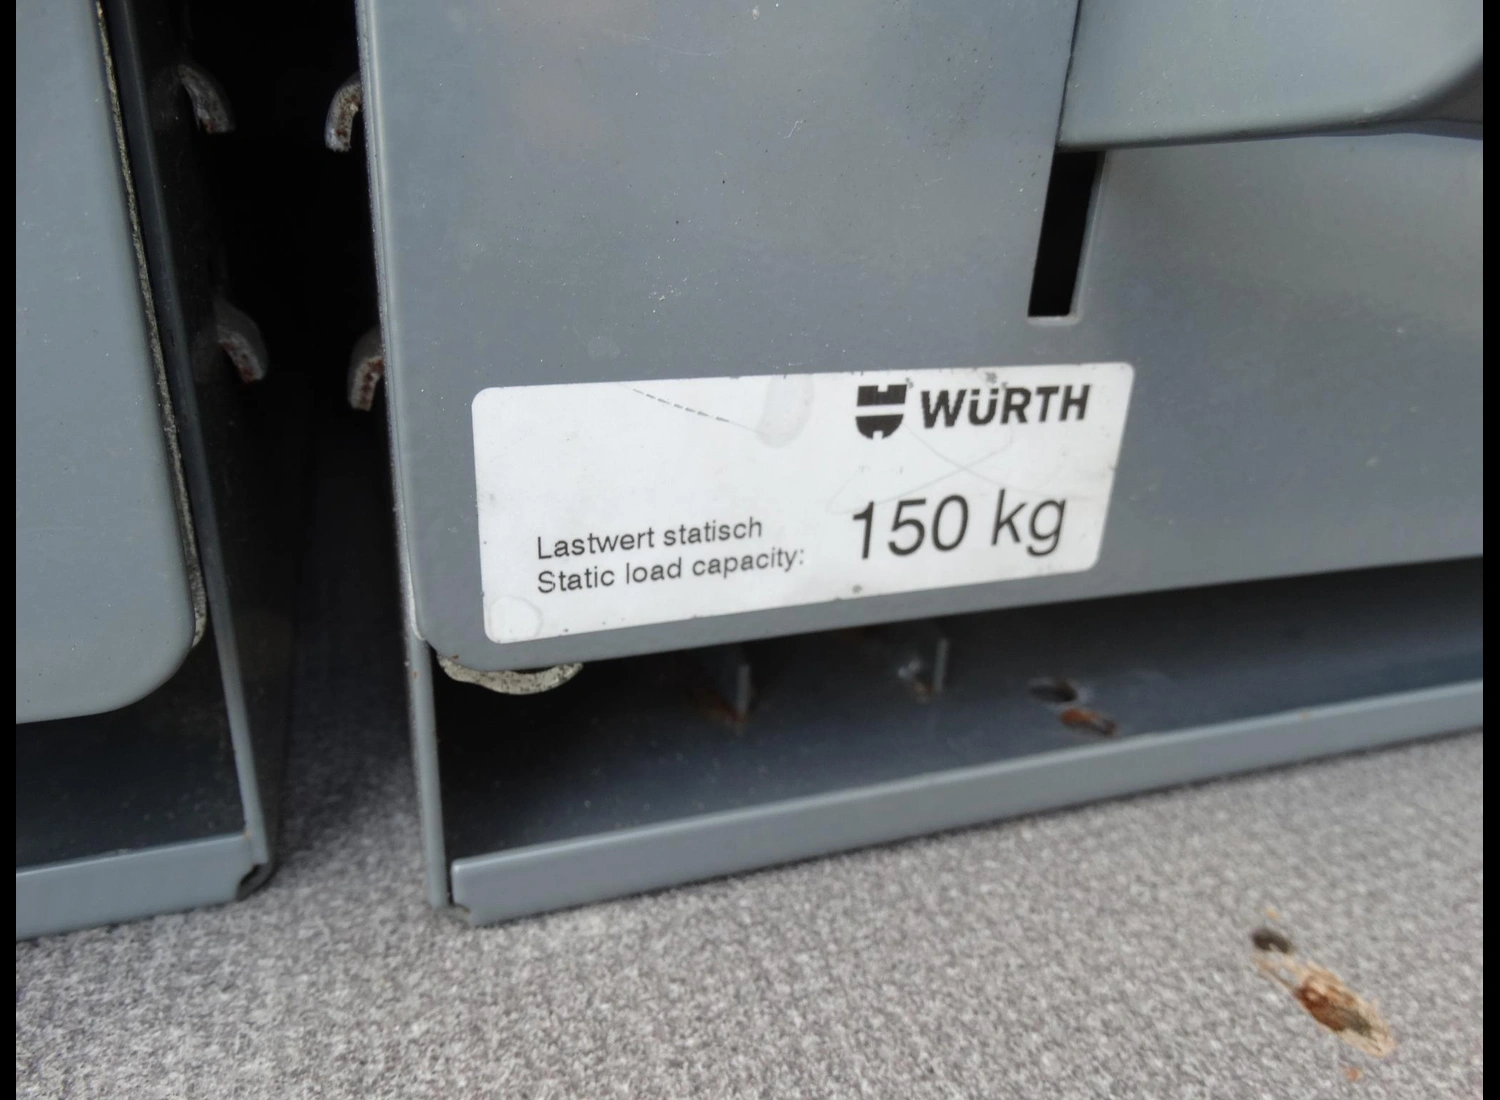 WÜRTH
Lastwert statisch
Static load capacity: 150 kg